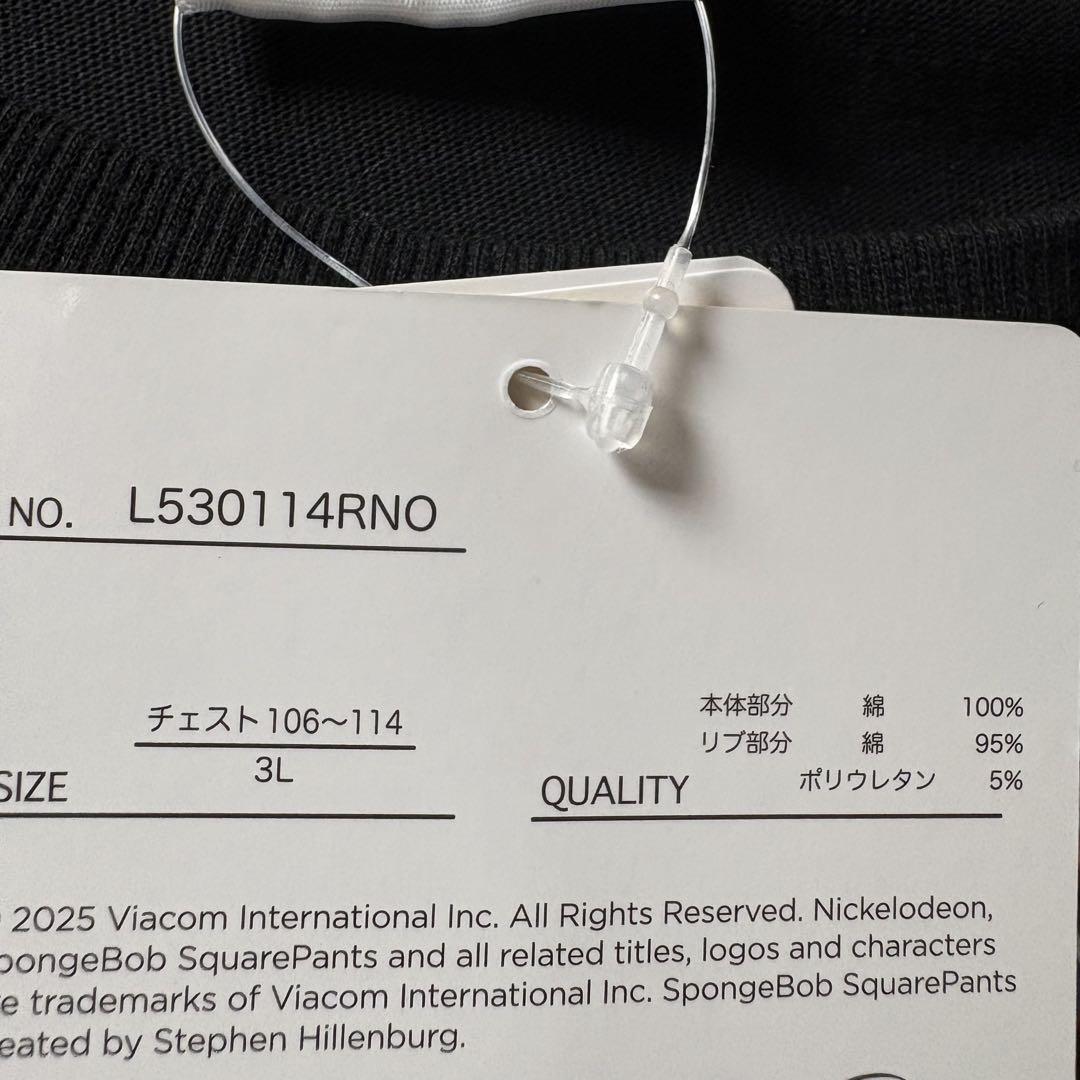 NO. L530114RNO
チェスト106〜114
3L
SIZE
本体部分 綿 100%
リブ部分 綿 95%
ポリウレタン 5%
QUALITY
2025 Viacom International Inc. All Rights Reserved. Nickelodeon,
SpongeBob SquarePants and all related titles, logos and characters
re trademarks of Viacom International Inc. SpongeBob SquarePants
eated by Stephen Hillenburg.